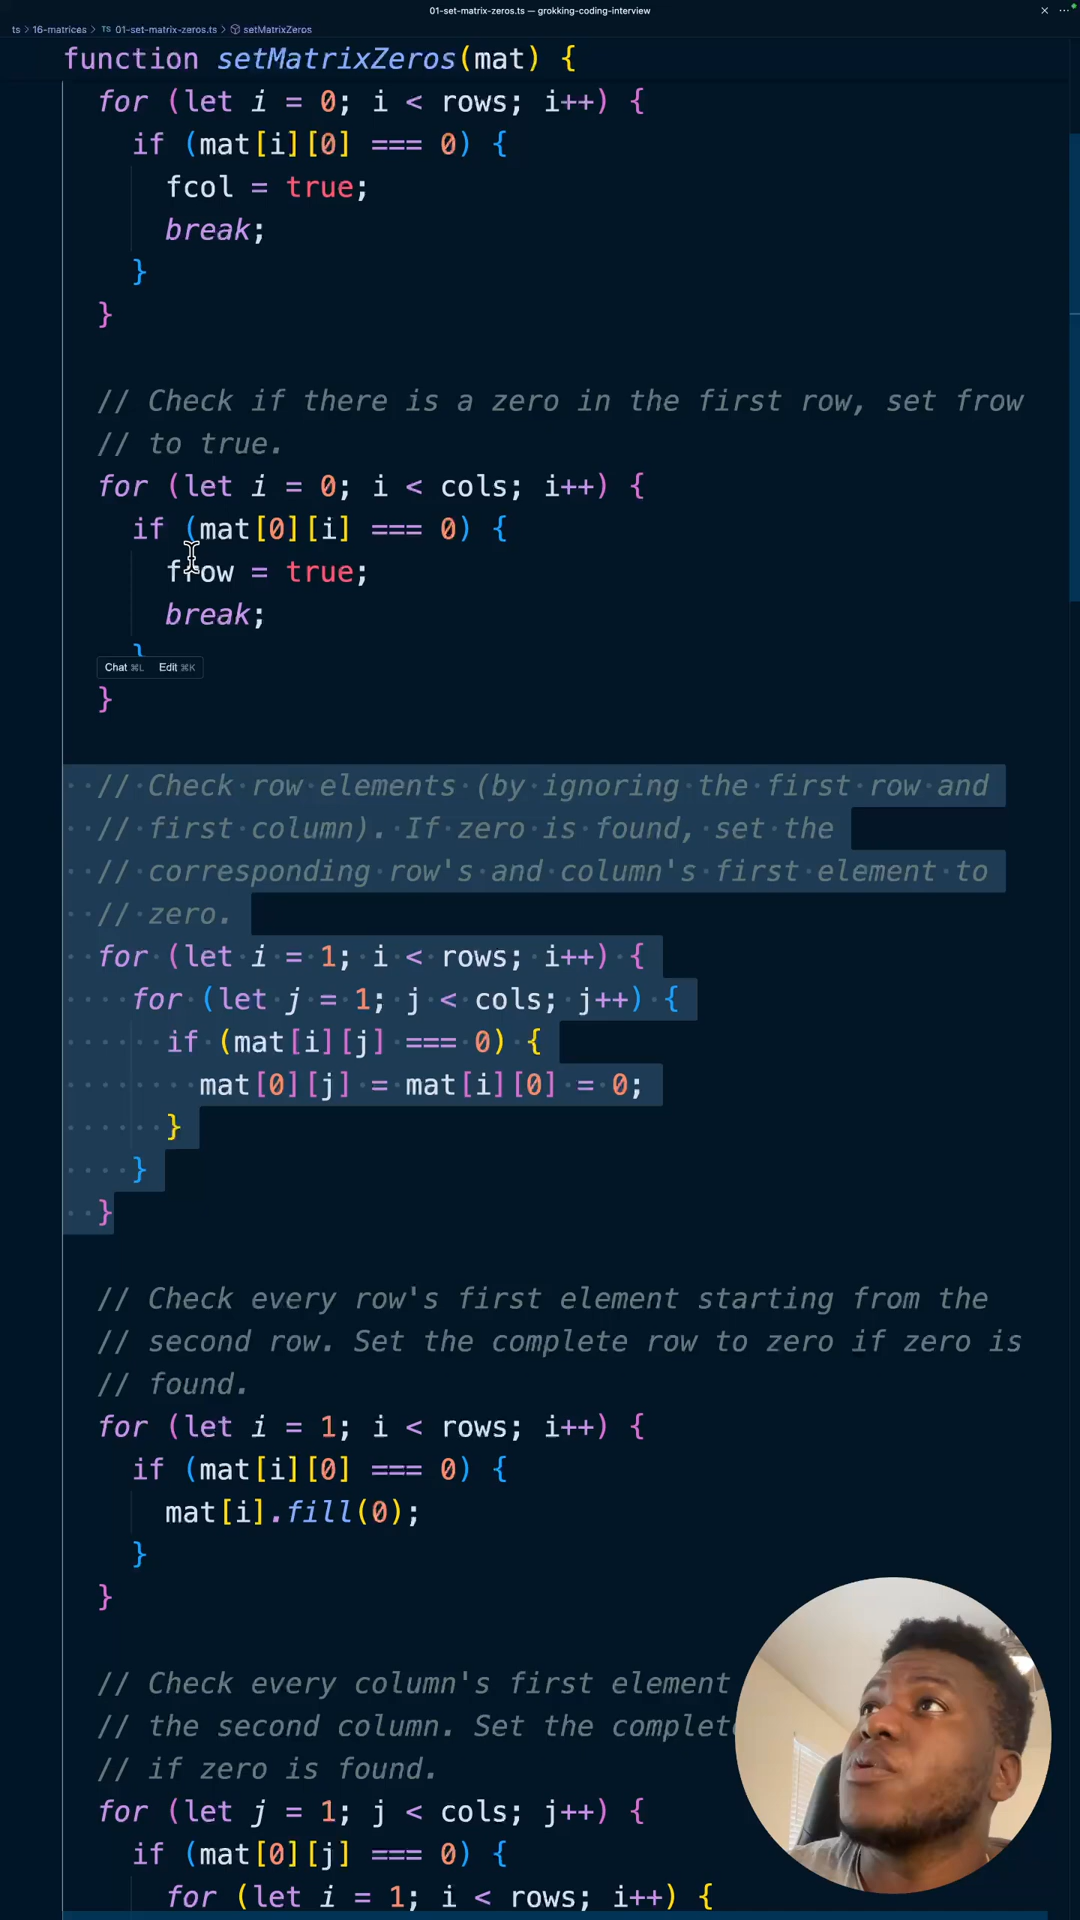 01-set-matrix-zeros.ts — grokking-coding-interview
ts > 16-matrices > TS 01-set-matrix-zeros.ts > setMatrixZeros
function setMatrixZeros(mat) {
for (let i = 0; i < rows; i++) {
if (mat[i][0] === 0) {
fcol = true;
break;
}
}
// Check if there is a zero in the first row, set frow
// to true.
for (let i = 0; i < cols; i++) {
if (mat[0][i] === 0) {
frow = true;
break;
}
Chat ⌘L Edit ⌘K
}
// Check row elements (by ignoring the first row and
// first column). If zero is found, set the
// corresponding row's and column's first element to
// zero.
for (let i = 1; i < rows; i++) {
for (let j = 1; j < cols; j++) {
if (mat[i][j] === 0) {
mat[0][j] = mat[i][0] = 0;
}
}
}
// Check every row's first element starting from the
// second row. Set the complete row to zero if zero is
// found.
for (let i = 1; i < rows; i++) {
if (mat[i][0] === 0) {
mat[i].fill(0);
}
}
// Check every column's first element
// the second column. Set the complet
// if zero is found.
for (let j = 1; j < cols; j++) {
if (mat[0][j] === 0) {
for (let i = 1; i < rows; i++) {